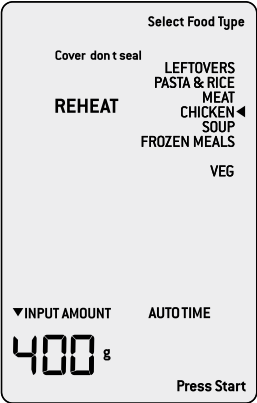 Select Food Type
Cover don t seal
LEFTOVERS
PASTA & RICE
REHEAT
MEAT
CHICKEN◀
SOUP
FROZEN MEALS
VEG
▼INPUT AMOUNT AUTO TIME
400 g
Press Start